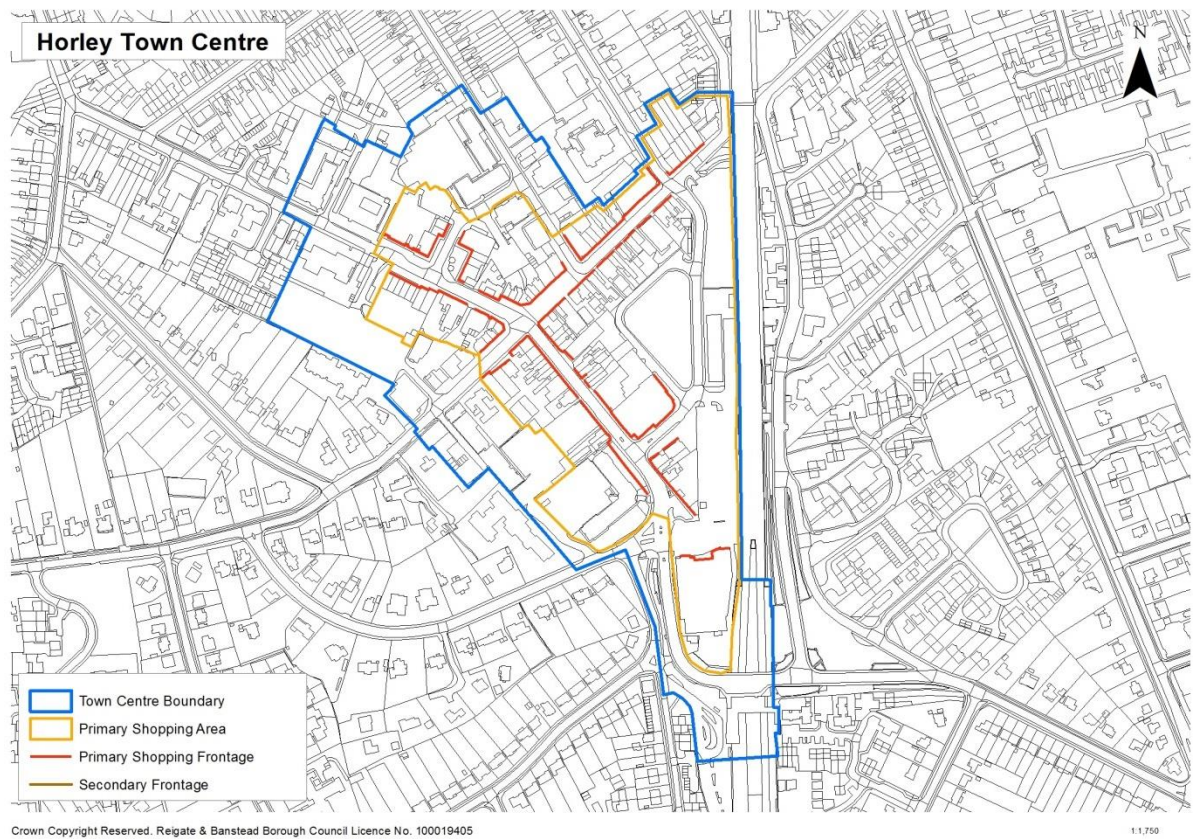 Horley Town Centre
N
Town Centre Boundary
Primary Shopping Area
Primary Shopping Frontage
Secondary Frontage
Crown Copyright Reserved. Reigate & Banstead Borough Council Licence No. 100019405
1:1,750